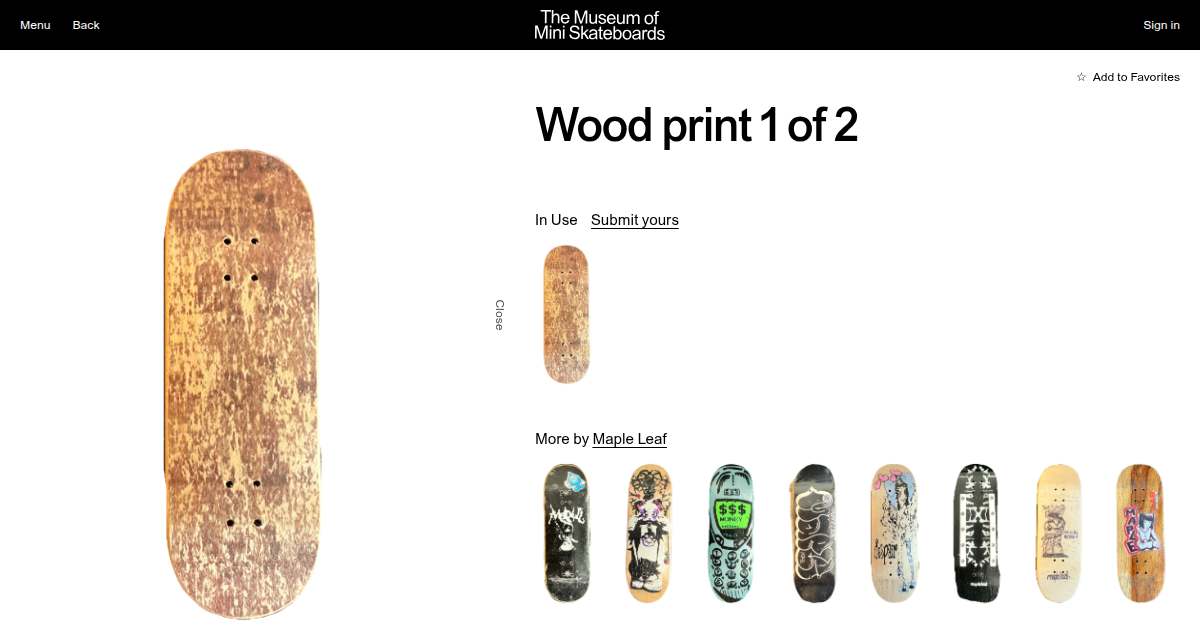 Menu
Back
The Museum of
Mini Skateboards
Sign in
☆ Add to Favorites
Wood print 1 of 2
In Use
Submit yours
Close
More by Maple Leaf
$$$
MONEY